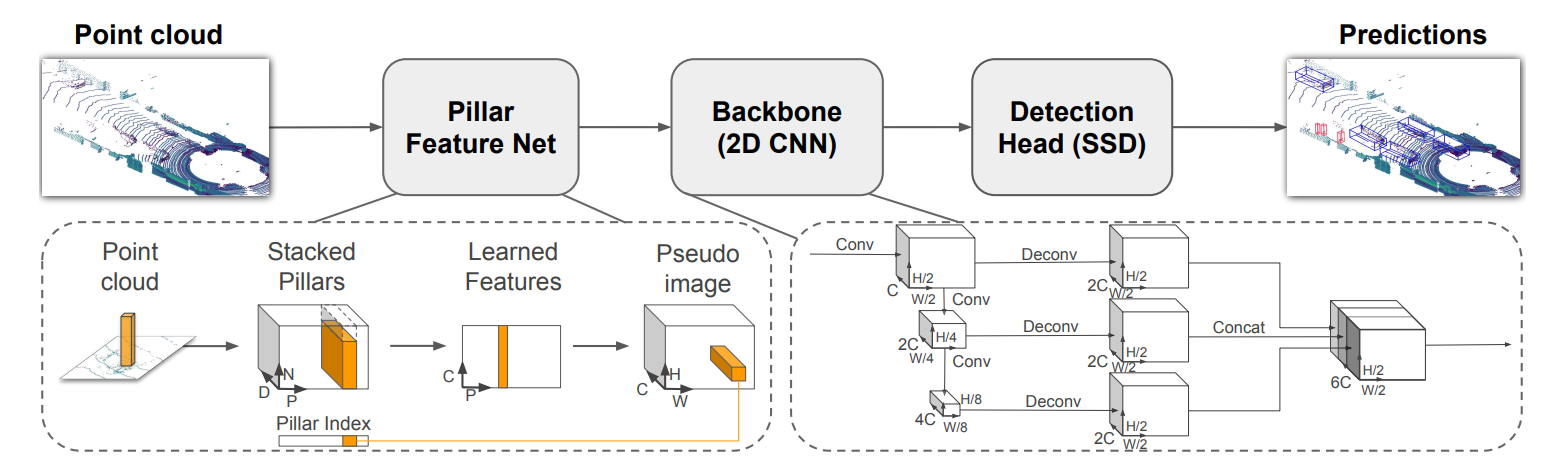 Point cloud
Pillar
Feature Net
Backbone
(2D CNN)
Detection
Head (SSD)
Predictions
Point
cloud
Stacked
Pillars
Learned
Features
Pseudo
image
N
D
P
C
P
H
C
W
Pillar Index
Conv
H/2
C
W/2
Conv
H/4
2C
W/4
Conv
H/8
4C
W/8
Deconv
H/2
2C
W/2
Deconv
H/2
2C
W/2
Deconv
H/2
2C
W/2
Concat
H/2
6C
W/2